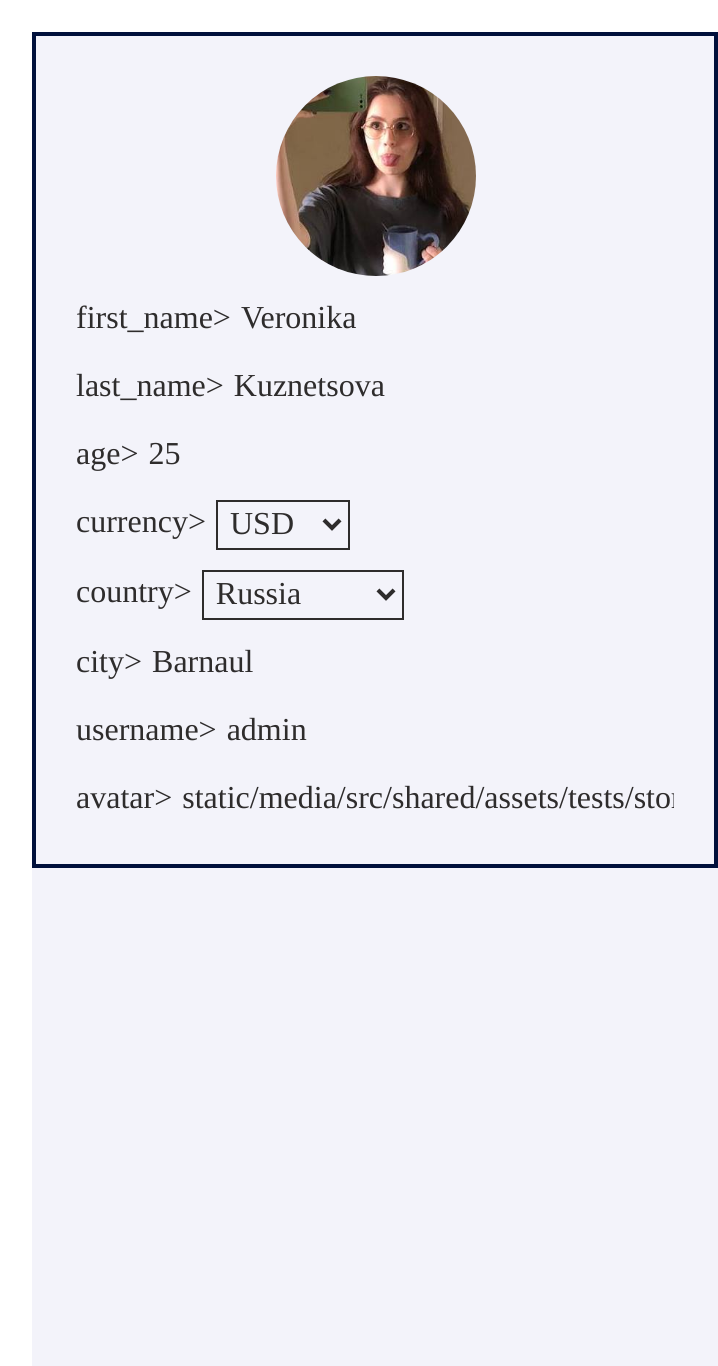 first_name> Veronika
last_name> Kuznetsova
age> 25
currency> USD
country> Russia
city> Barnaul
username> admin
avatar> static/media/src/shared/assets/tests/sto